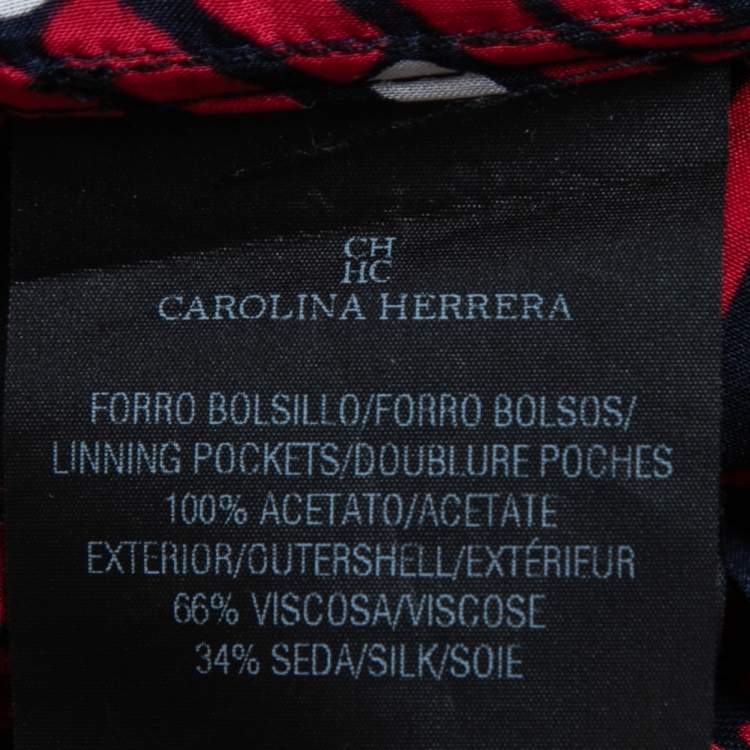 CH
HC
CAROLINA HERRERA
FORRO BOLSILLO/FORRO BOLSOS/
LINNING POCKETS/DOUBLURE POCHES
100% ACETATO/ACETATE
EXTERIOR/OUTERSHELL/EXTÉRIEUR
66% VISCOSA/VISCOSE
34% SEDA/SILK/SOIE